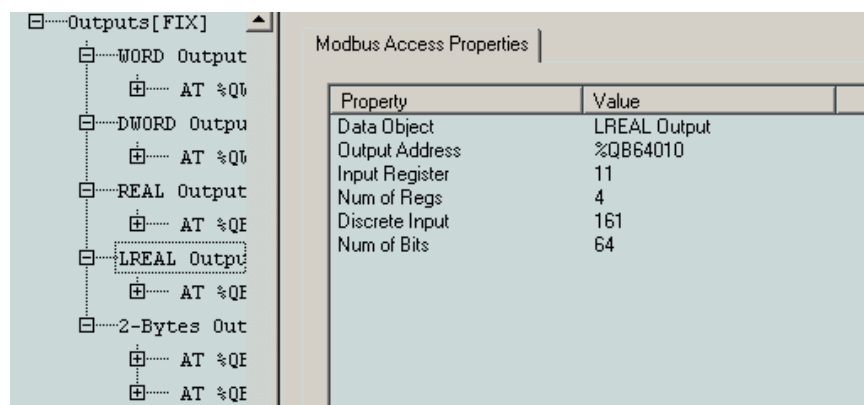 Outputs[FIX]
WORD Output
AT %QW
DWORD Outpu
AT %QW
REAL Output
AT %QB
LREAL Outpu
AT %QB
2-Bytes Out
AT %QB
AT %QB
Modbus Access Properties
Property Value
Data Object LREAL Output
Output Address %QB64010
Input Register 11
Num of Regs 4
Discrete Input 161
Num of Bits 64